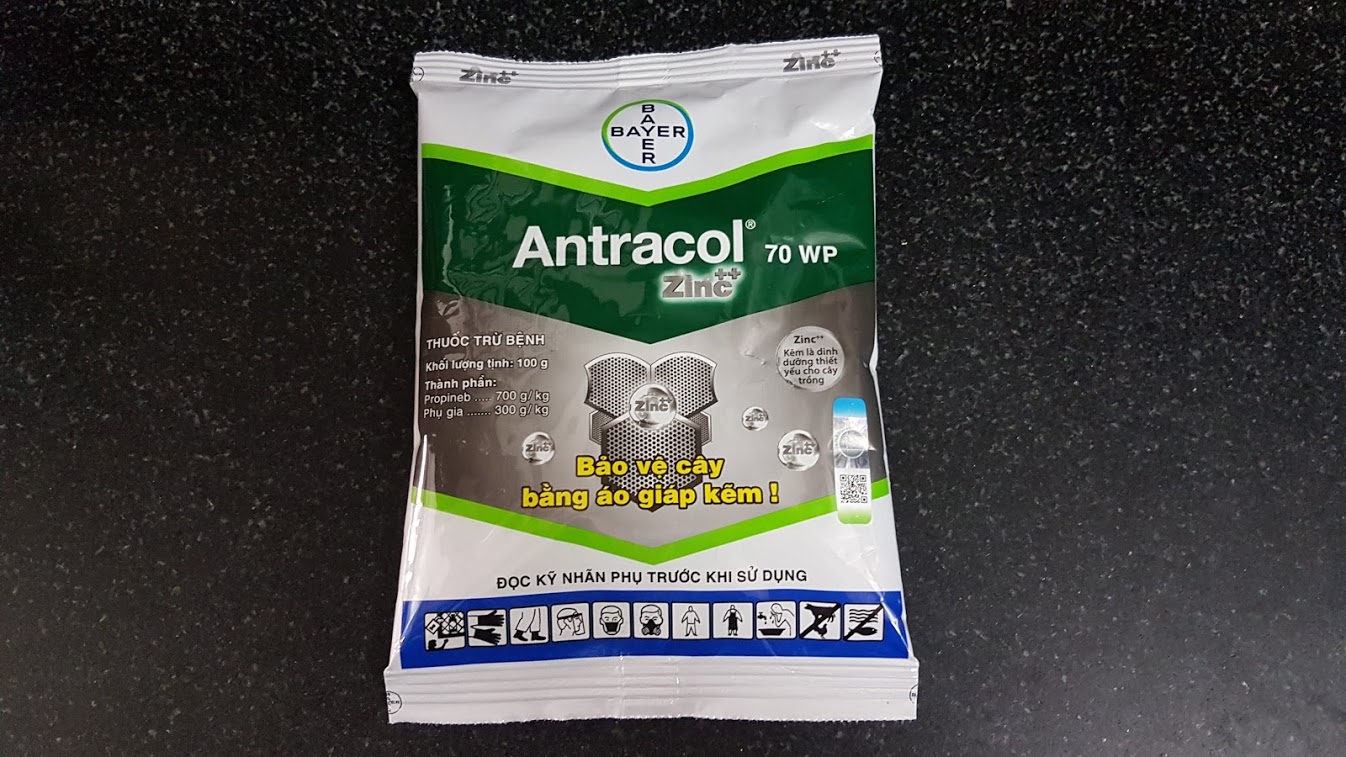 Zinc++
Zinc++
BAYER
BAYER
Antracol® 70 WP
Zinc++
THUỐC TRỪ BỆNH
Khối lượng tịnh: 100 g
Thành phần:
Propineb ..... 700 g/ kg
Phụ gia ....... 300 g/ kg
Zinc++
Kẽm là dinh
dưỡng thiết
yếu cho cây
trồng
Zinc++
Zinc++
Zinc++
Zinc++
Bảo vệ cây
bằng áo giáp kẽm !
ĐỌC KỸ NHÃN PHỤ TRƯỚC KHI SỬ DỤNG